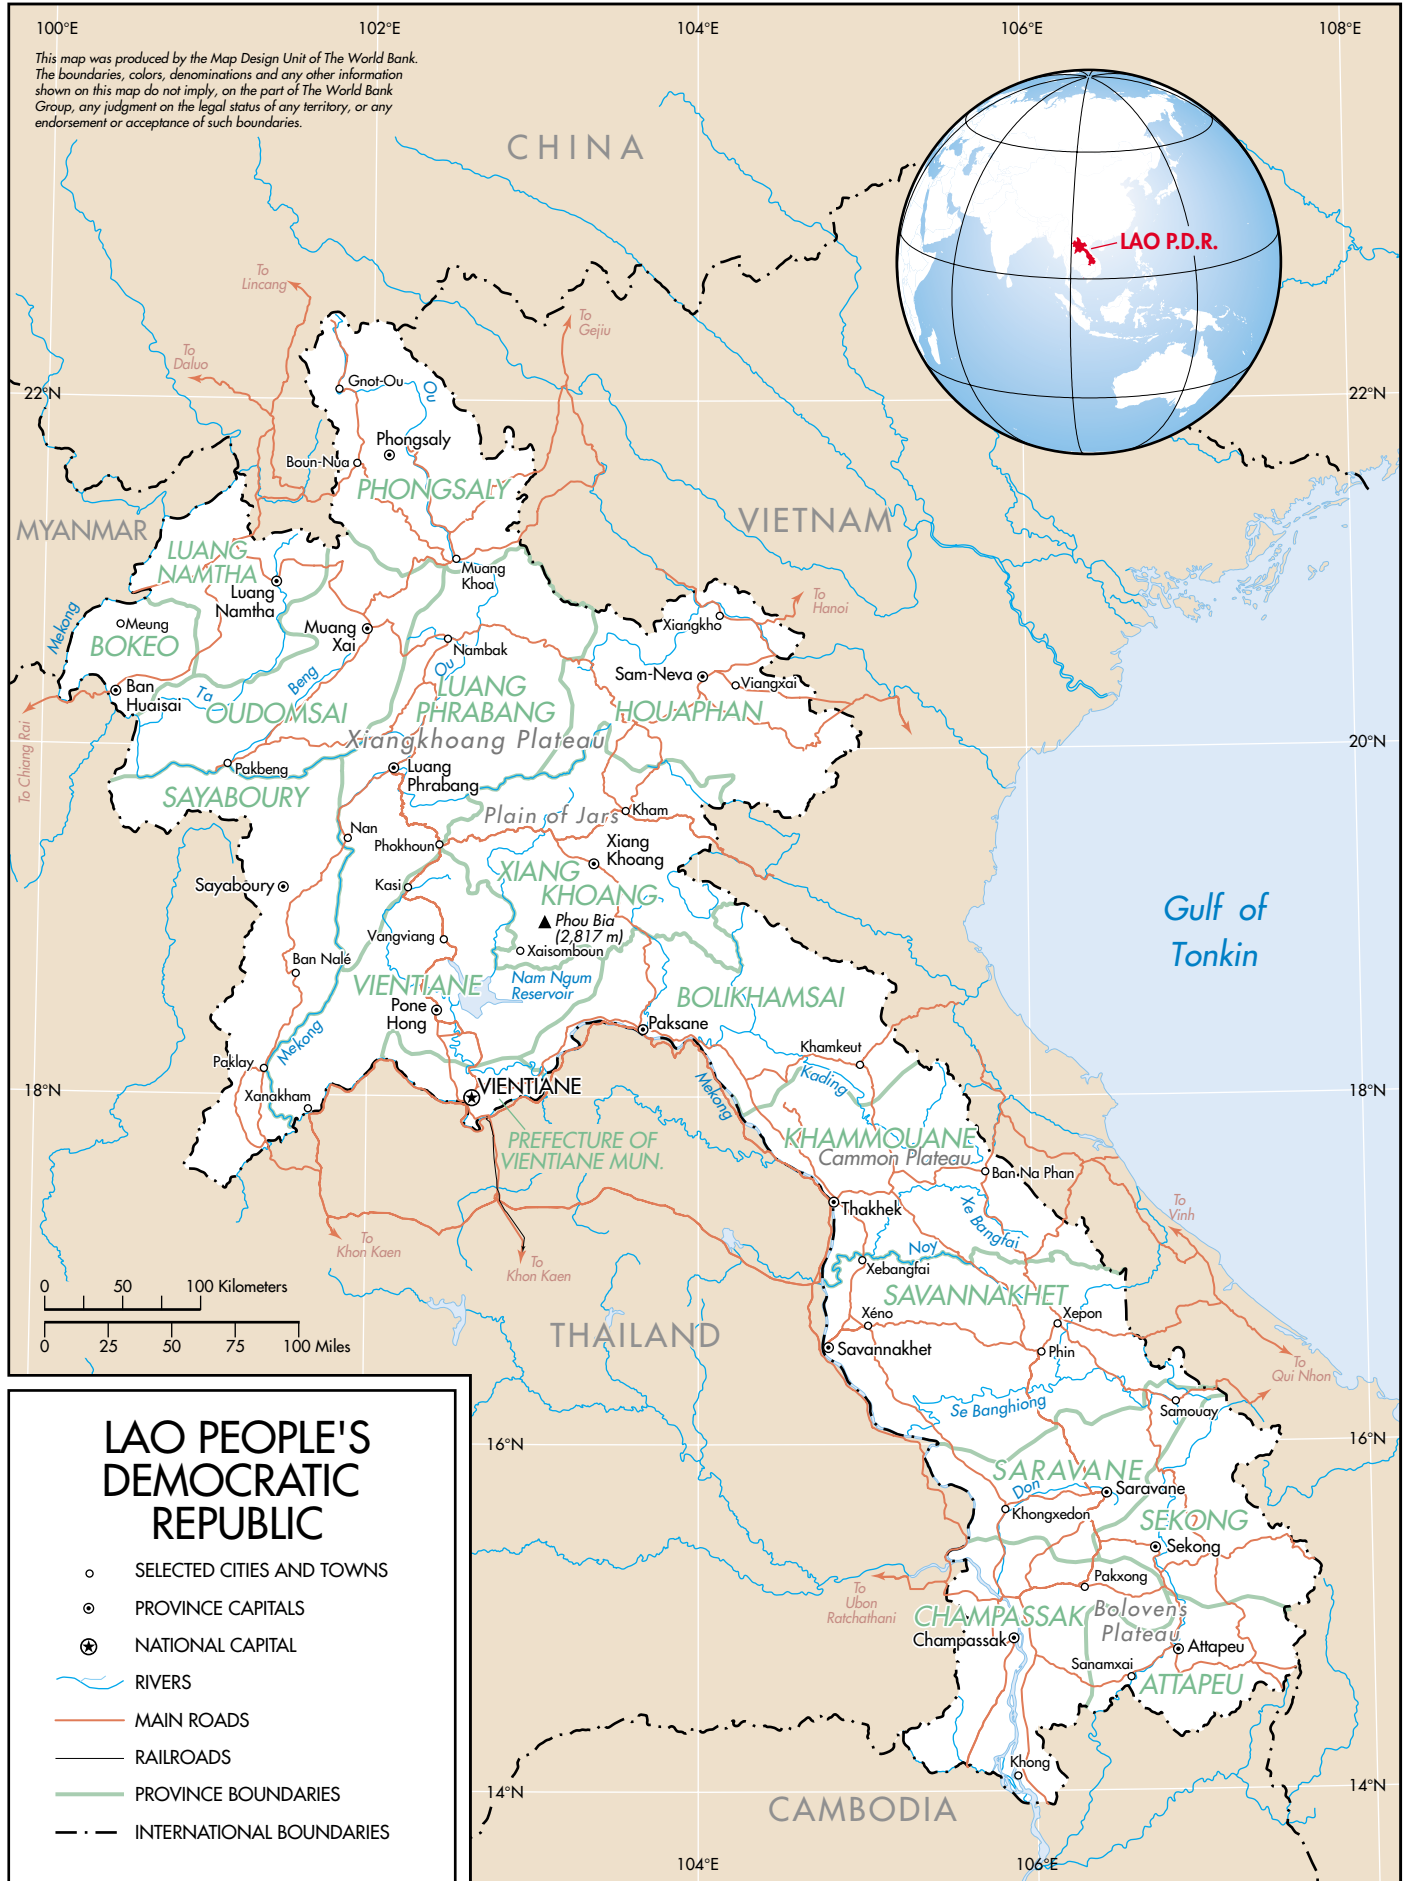 100°E
102°E
104°E
106°E
108°E
This map was produced by the Map Design Unit of The World Bank.
The boundaries, colors, denominations and any other information
shown on this map do not imply, on the part of The World Bank
Group, any judgment on the legal status of any territory, or any
endorsement or acceptance of such boundaries.
CHINA
LAO P.D.R.
To
Lincang
To
Gejiu
To
Daluo
22°N
22°N
Gnot-Ou
Ou
Phongsaly
Boun-Nua
PHONGSALY
MYANMAR
VIETNAM
LUANG
NAMTHA
Luang
Namtha
Muang
Khoa
To
Hanoi
Mekong
Meung
BOKEO
Muang
Xai
Xiangkho
Nambak
Ou
Beng
Ta
Ban
Huaisai
Sam-Neva
Viangxai
OUDOMSAI
LUANG
PHRABANG
HOUAPHAN
Xiangkhoang Plateau
20°N
To Chiang Rai
Pakbeng
Luang
Phrabang
SAYABOURY
Plain of Jars
Kham
Nan
Phokhoun
Xiang
Khoang
XIANG
KHOANG
Sayaboury
Kasi
Phou Bia
(2,817 m)
Gulf of
Tonkin
Vangviang
Xaisomboun
Ban Nalé
VIENTIANE
Nam Ngum
Reservoir
BOLIKHAMSAI
Pone
Hong
Paksane
Mekong
Khamkeut
Paklay
Kading
Mekong
18°N
18°N
Xanakham
VIENTIANE
PREFECTURE OF
VIENTIANE MUN.
KHAMMOUANE
Cammon Plateau
Ban Na Phan
Thakhek
Xe Bangfai
To
Vinh
To
Khon Kaen
To
Khon Kaen
Noy
Xebangfai
SAVANNAKHET
0
50
100 Kilometers
0
25
50
75
100 Miles
THAILAND
Xéno
Xepon
Savannakhet
Phin
To
Qui Nhon
Se Banghiong
Samouay
16°N
16°N
SARAVANE
Don
Saravane
Khongxedon
SEKONG
Sekong
To
Ubon
Ratchathani
Pakxong
CHAMPASSAK
Bolovens
Plateau
Champassak
Attapeu
Sanamxai
ATTAPEU
Khong
14°N
14°N
CAMBODIA
104°E
106°E
LAO PEOPLE'S
DEMOCRATIC
REPUBLIC
SELECTED CITIES AND TOWNS
PROVINCE CAPITALS
NATIONAL CAPITAL
RIVERS
MAIN ROADS
RAILROADS
PROVINCE BOUNDARIES
INTERNATIONAL BOUNDARIES